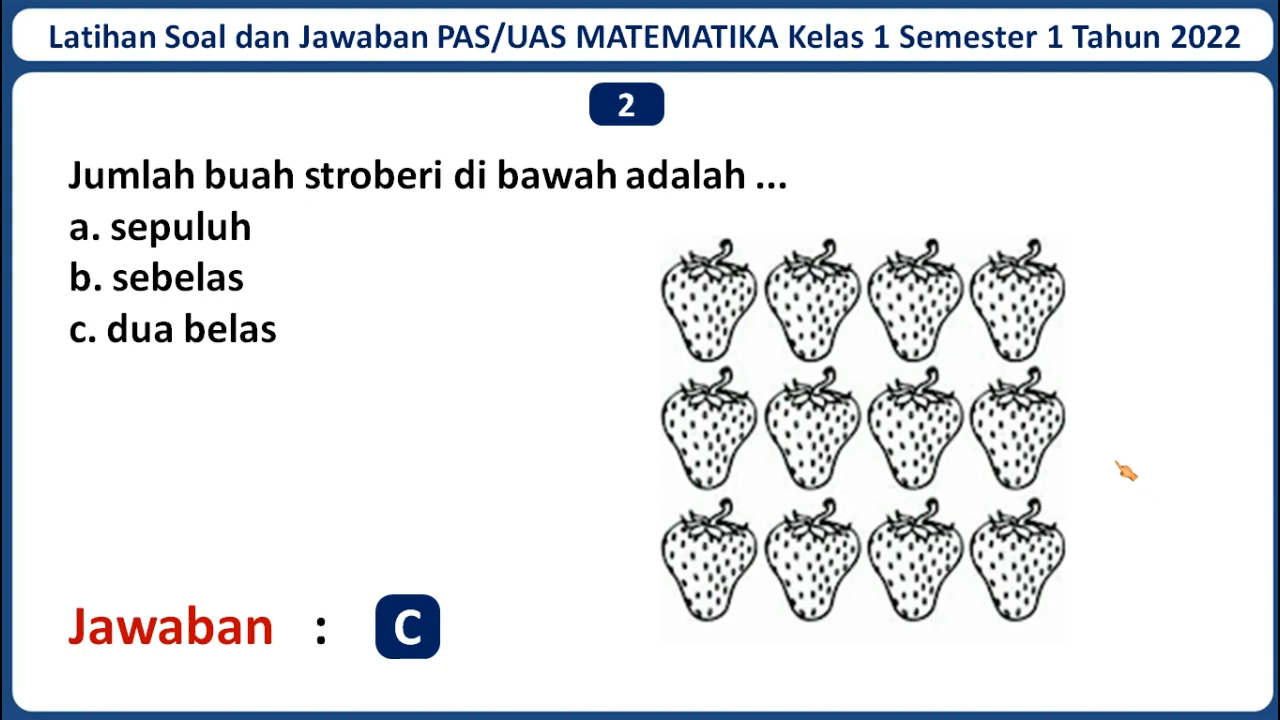 Latihan Soal dan Jawaban PAS/UAS MATEMATIKA Kelas 1 Semester 1 Tahun 2022
2
Jumlah buah stroberi di bawah adalah ...
a. sepuluh
b. sebelas
c. dua belas
Jawaban : C